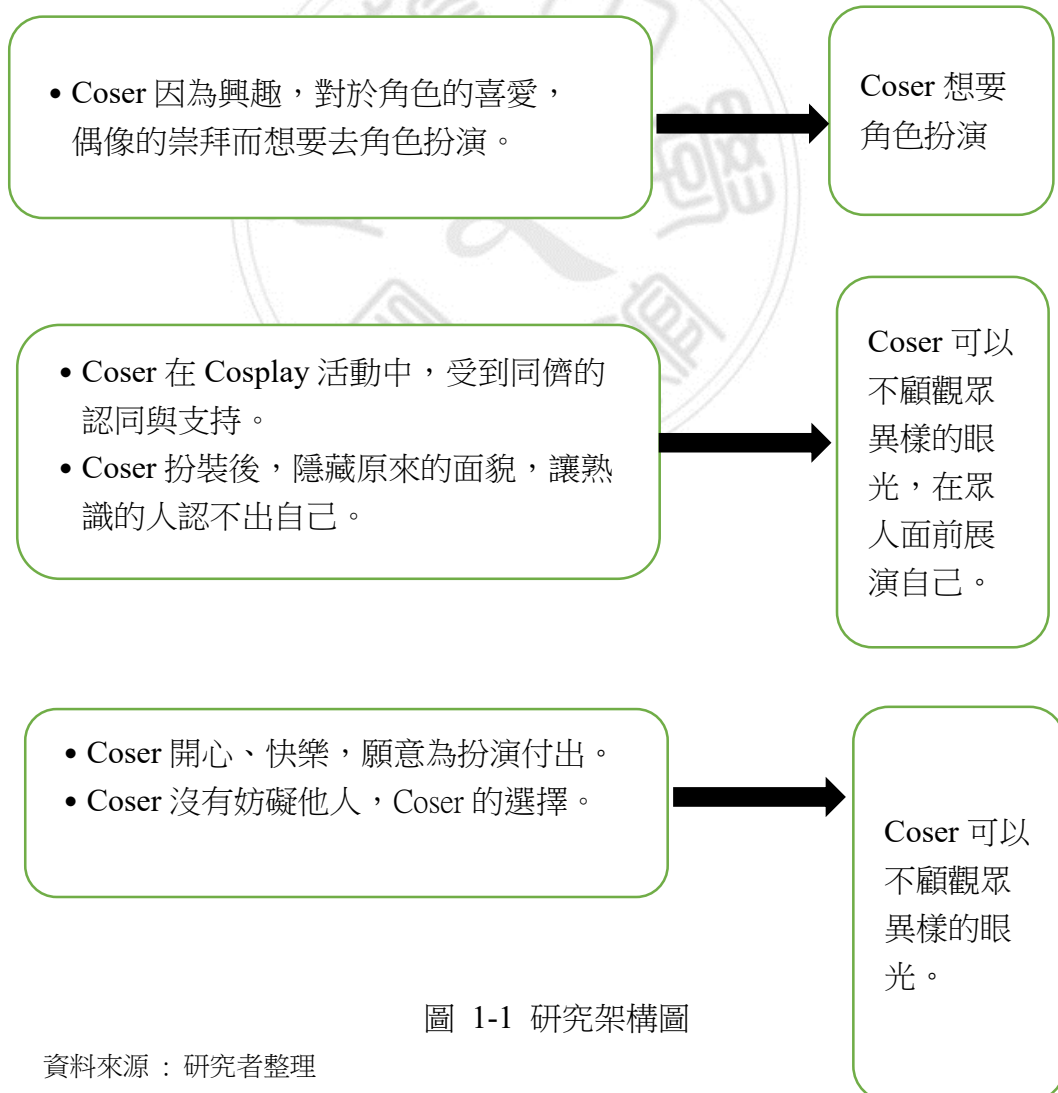 • Coser 因為興趣，對於角色的喜愛，
偶像的崇拜而想要去角色扮演。
Coser 想要
角色扮演
• Coser 在 Cosplay 活動中，受到同儕的
認同與支持。
• Coser 扮裝後，隱藏原來的面貌，讓熟
識的人認不出自己。
Coser 可以
不顧觀眾
異樣的眼
光，在眾
人面前展
演自己。
• Coser 開心、快樂，願意為扮演付出。
• Coser 沒有妨礙他人，Coser 的選擇。
Coser 可以
不顧觀眾
異樣的眼
光。
圖 1-1 研究架構圖
資料來源 : 研究者整理